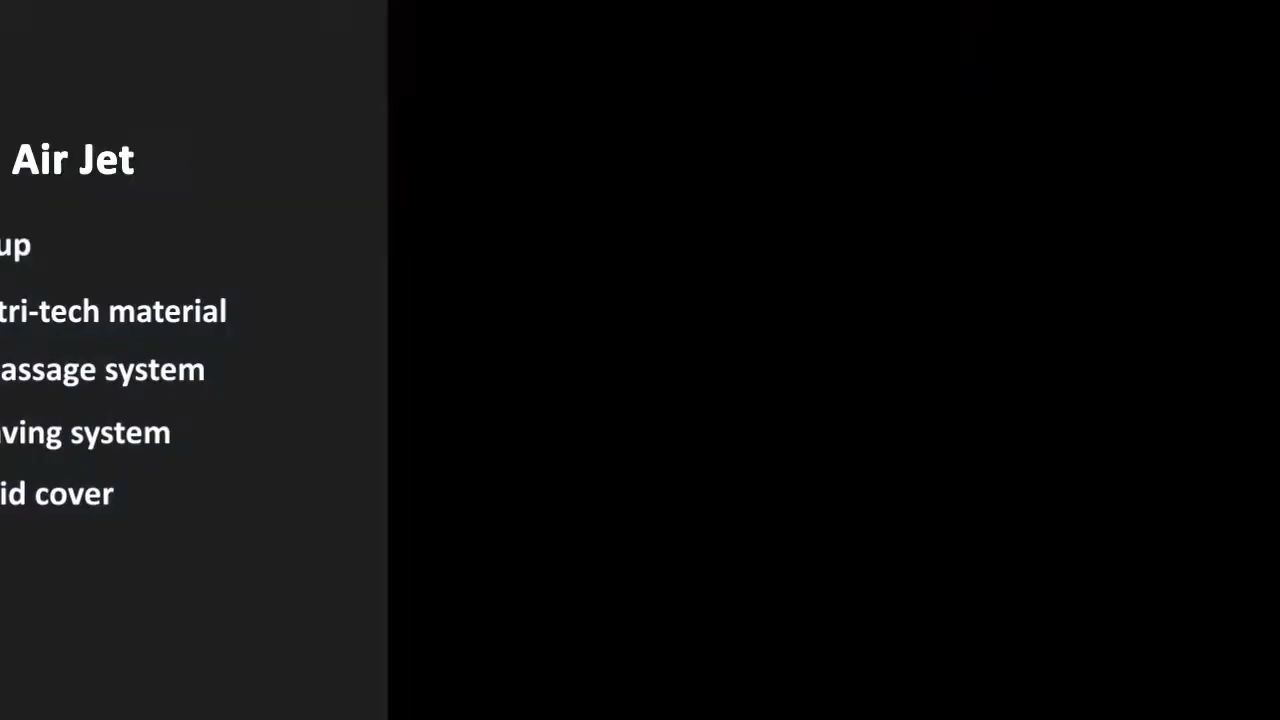 Air Jet
up
tri-tech material
assage system
ving system
id cover